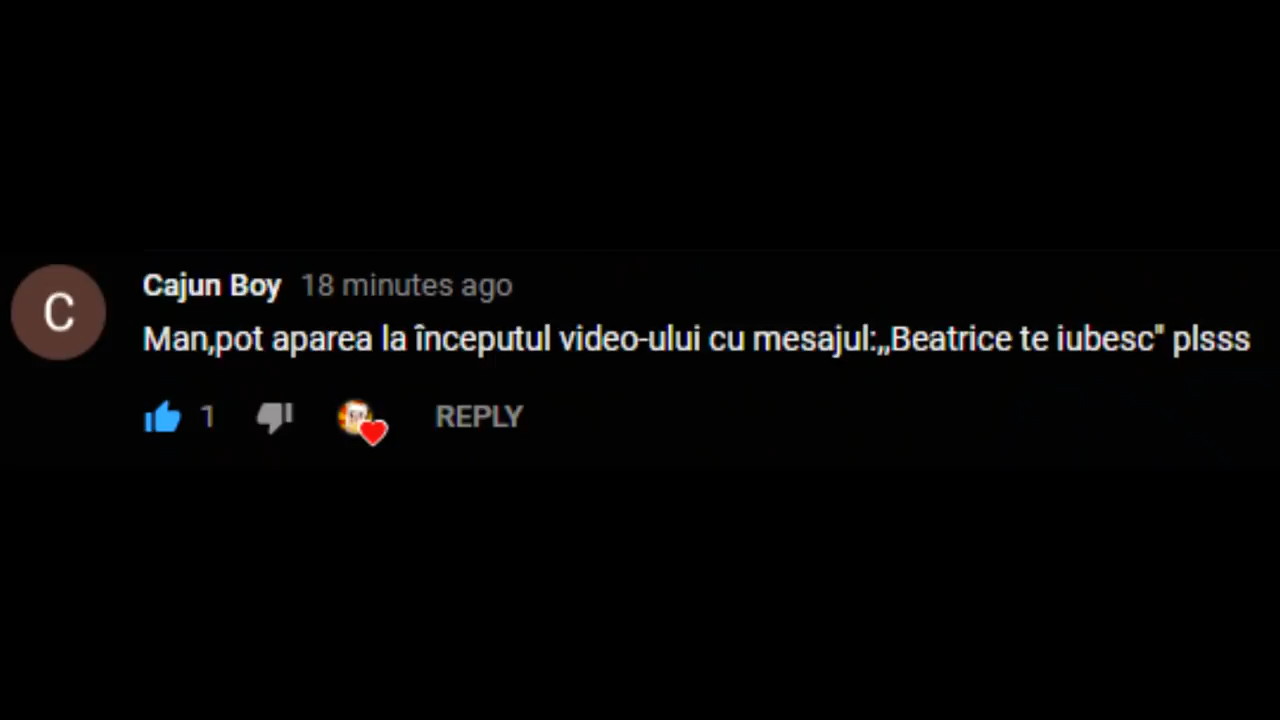 C
Cajun Boy 18 minutes ago
Man,pot aparea la începutul video-ului cu mesajul:,,Beatrice te iubesc" plsss
1 REPLY